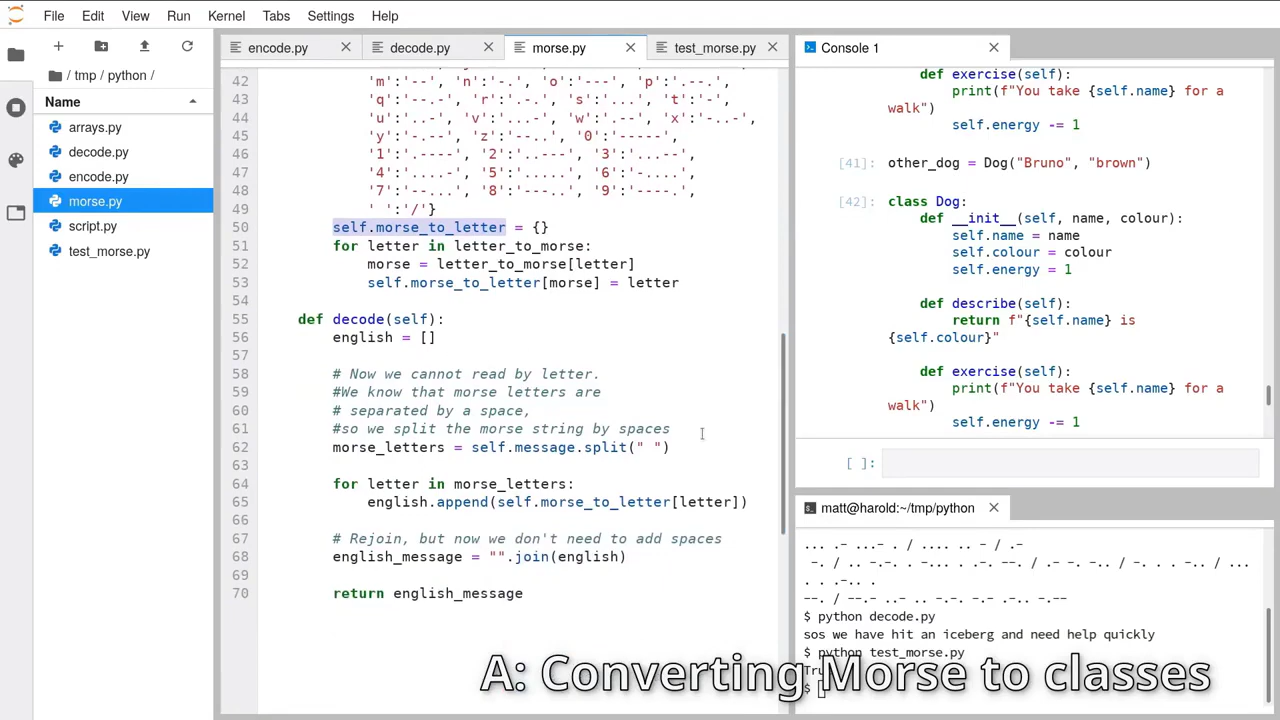 File Edit View Run Kernel Tabs Settings Help
/ tmp / python /
Name
arrays.py
decode.py
encode.py
morse.py
script.py
test_morse.py
encode.py
decode.py
morse.py
test_morse.py
42 'm':'--', 'n':'-.', 'o':'---', 'p':'.--.',
43 'q':'--.-', 'r':'.-.', 's':'...', 't':'-',
44 'u':'..-', 'v':'...-', 'w':'.--', 'x':'-..-',
45 'y':'-.--', 'z':'--..', '0':'-----',
46 '1':'.----', '2':'..---', '3':'...--',
47 '4':'....-', '5':'.....', '6':'-....',
48 '7':'--...', '8':'---..', '9':'----.',
49 ' ':'/'}
50 self.morse_to_letter = {}
51 for letter in letter_to_morse:
52 morse = letter_to_morse[letter]
53 self.morse_to_letter[morse] = letter
54
55 def decode(self):
56 english = []
57
58 # Now we cannot read by letter.
59 #We know that morse letters are
60 # separated by a space,
61 #so we split the morse string by spaces
62 morse_letters = self.message.split(" ")
63
64 for letter in morse_letters:
65 english.append(self.morse_to_letter[letter])
66
67 # Rejoin, but now we don't need to add spaces
68 english_message = "".join(english)
69
70 return english_message
Console 1
def exercise(self):
print(f"You take {self.name} for a
walk")
self.energy -= 1
[41]: other_dog = Dog("Bruno", "brown")
[42]: class Dog:
def __init__(self, name, colour):
self.name = name
self.colour = colour
self.energy = 1
def describe(self):
return f"{self.name} is
{self.colour}"
def exercise(self):
print(f"You take {self.name} for a
walk")
self.energy -= 1
[ ]:
matt@harold:~/tmp/python
... .- ...- . / .... .. - / .-
-. / .. -.-. . -... . .-. --. / .- -. -.. / -. . . -.. / ...
. . .-.. .
--. / --.- ..- .. -.-. -.- .-.. -.--
$ python decode.py
sos we have hit an iceberg and need help quickly
$ python test_morse.py
$
A: Converting Morse to classes